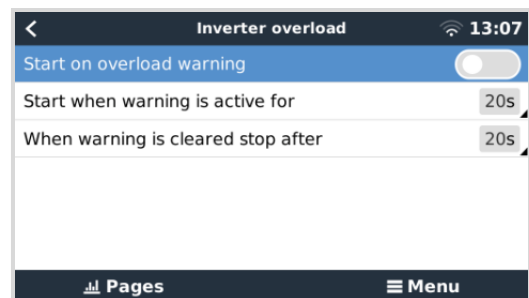 Inverter overload 13:07
Start on overload warning
Start when warning is active for 20s
When warning is cleared stop after 20s
Pages Menu